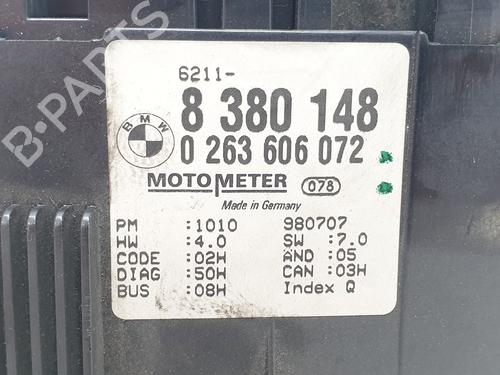 B-PARTS
6211-
BMW
8 380 148
0 263 606 072
MOTOMETER 078
Made in Germany
PM :1010 980707
HW :4.0 SW :7.0
CODE :02H ÄND :05
DIAG :50H CAN :03H
BUS :08H Index Q